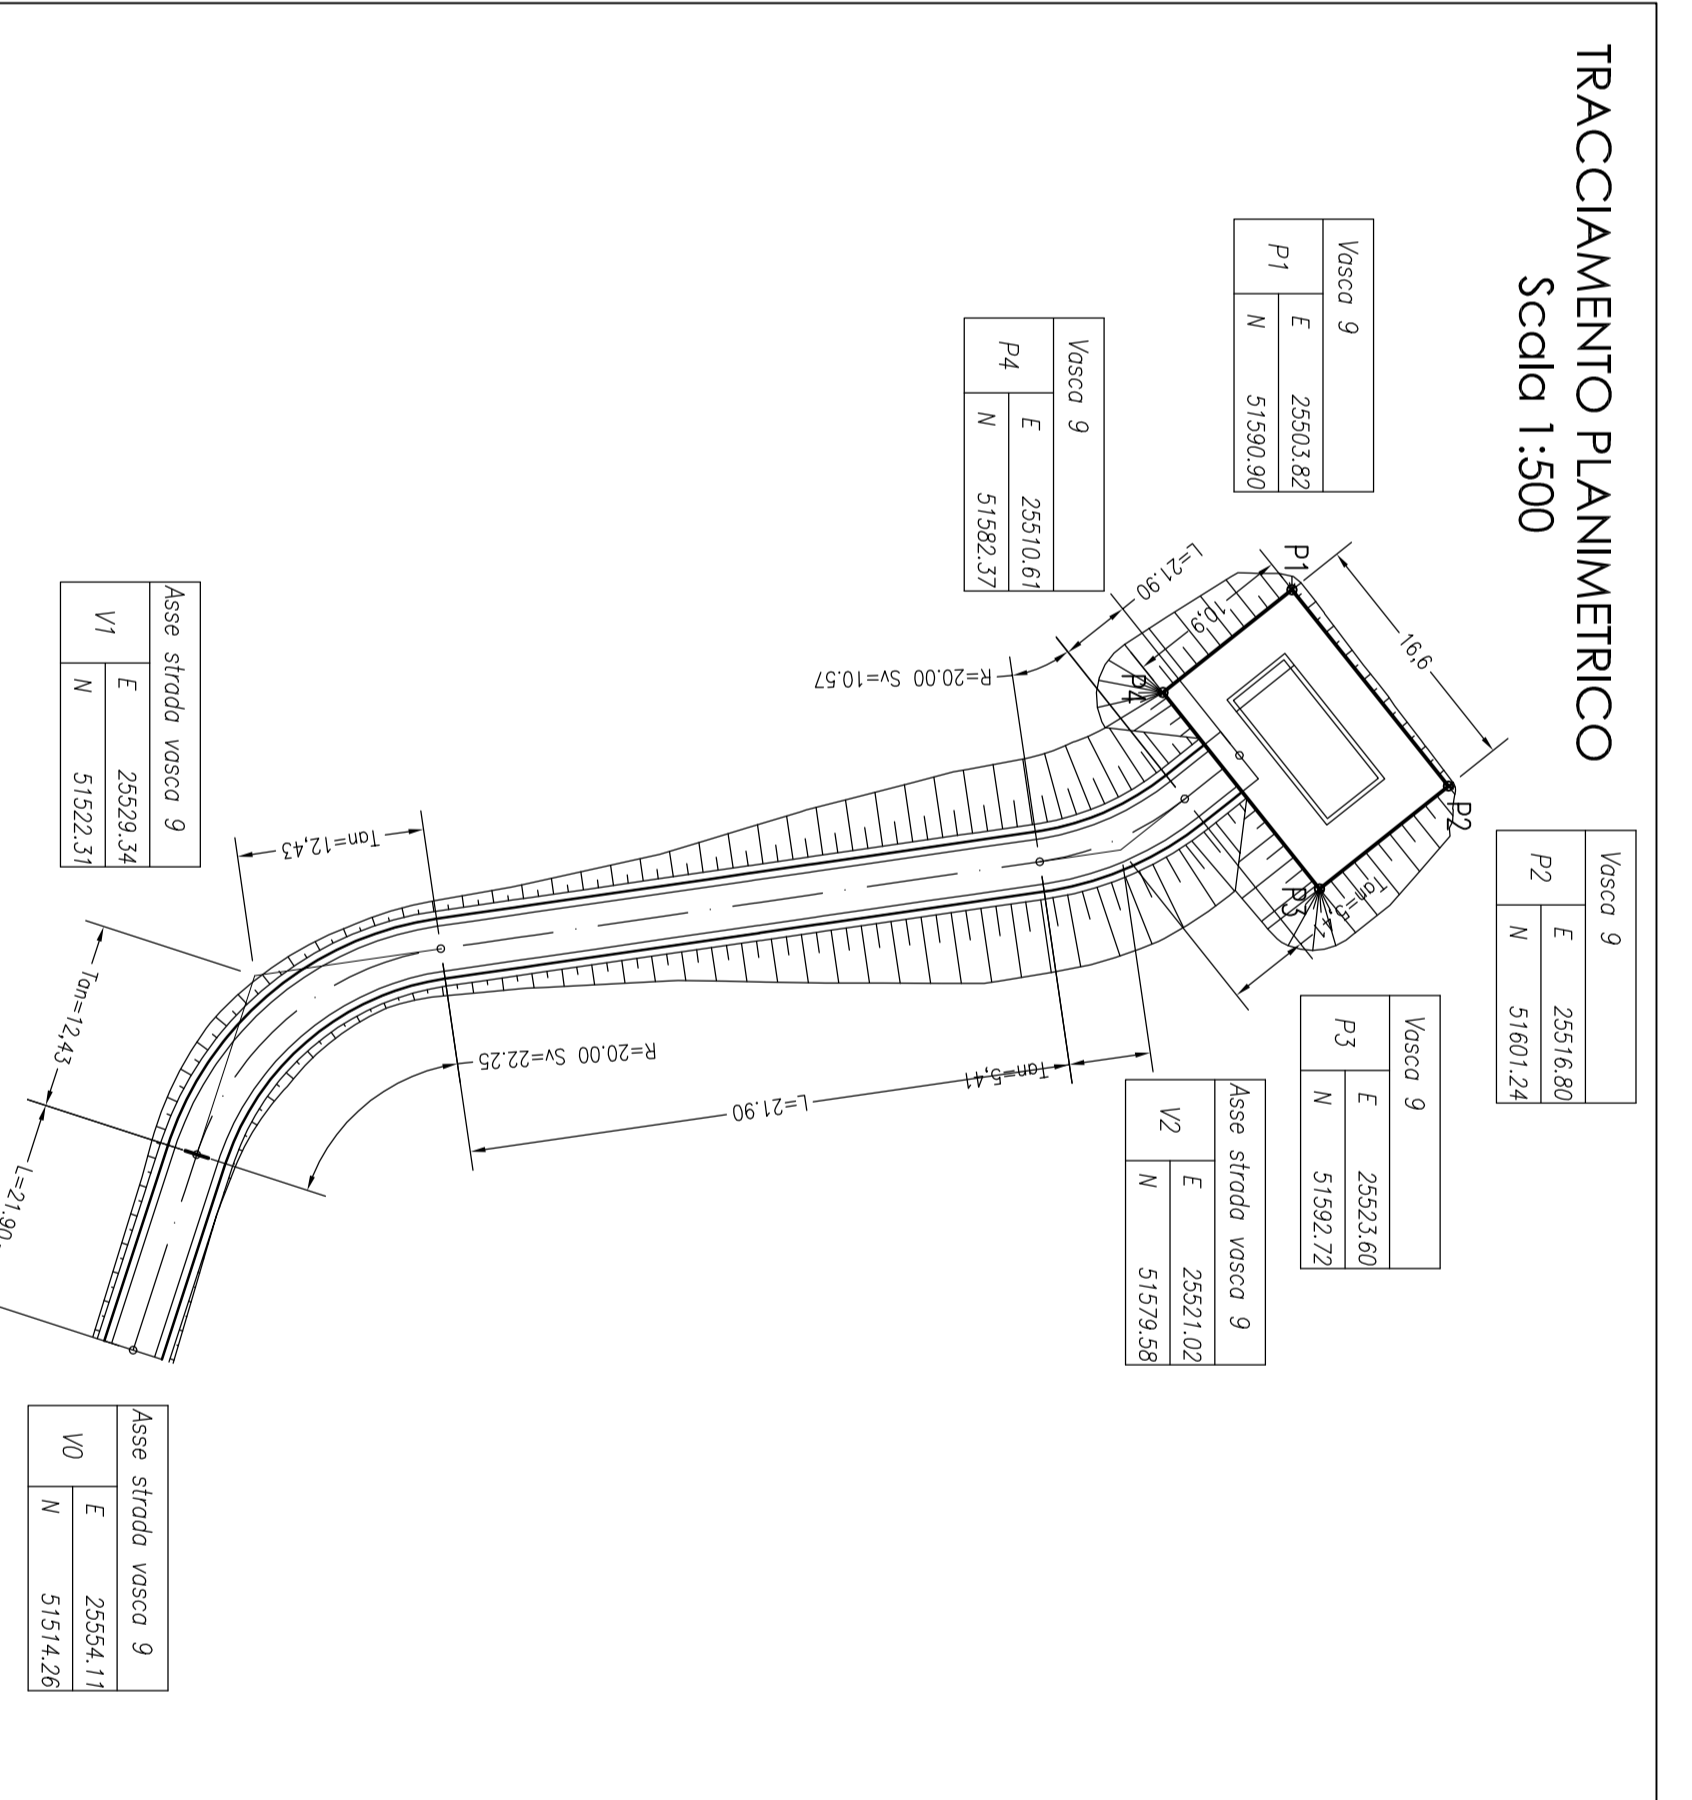 TRACCIAMENTO PLANIMETRICO
Scala 1:500
Vasca 9
P1
E 25503.82
N 51590.90
Vasca 9
P4
E 25510.61
N 51582.37
Vasca 9
P2
E 25516.80
N 51601.24
Vasca 9
P3
E 25523.60
N 51592.72
Asse strada vasca 9
V2
E 25521.02
N 51579.58
Asse strada vasca 9
V1
E 25529.34
N 51522.31
Asse strada vasca 9
V0
E 25554.11
N 51514.26
P1
P2
P3
P4
16,6
10,9
L=21.90
R=20.00 Sv=10.57
Tan=5,41
Tan=5,41
L=21.90
R=20.00 Sv=22.25
Tan=12,43
Tan=12,43
L=21.90